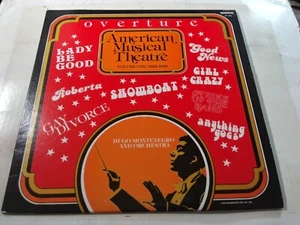 overture
American
Musical
Theatre
LADY
BE
GOOD
Good
News
GIRL
CRAZY
Roberta
SHOWBOAT
GAY DIVORCE
anything
goes
HUGO MONTENEGRO
AND ORCHESTRA